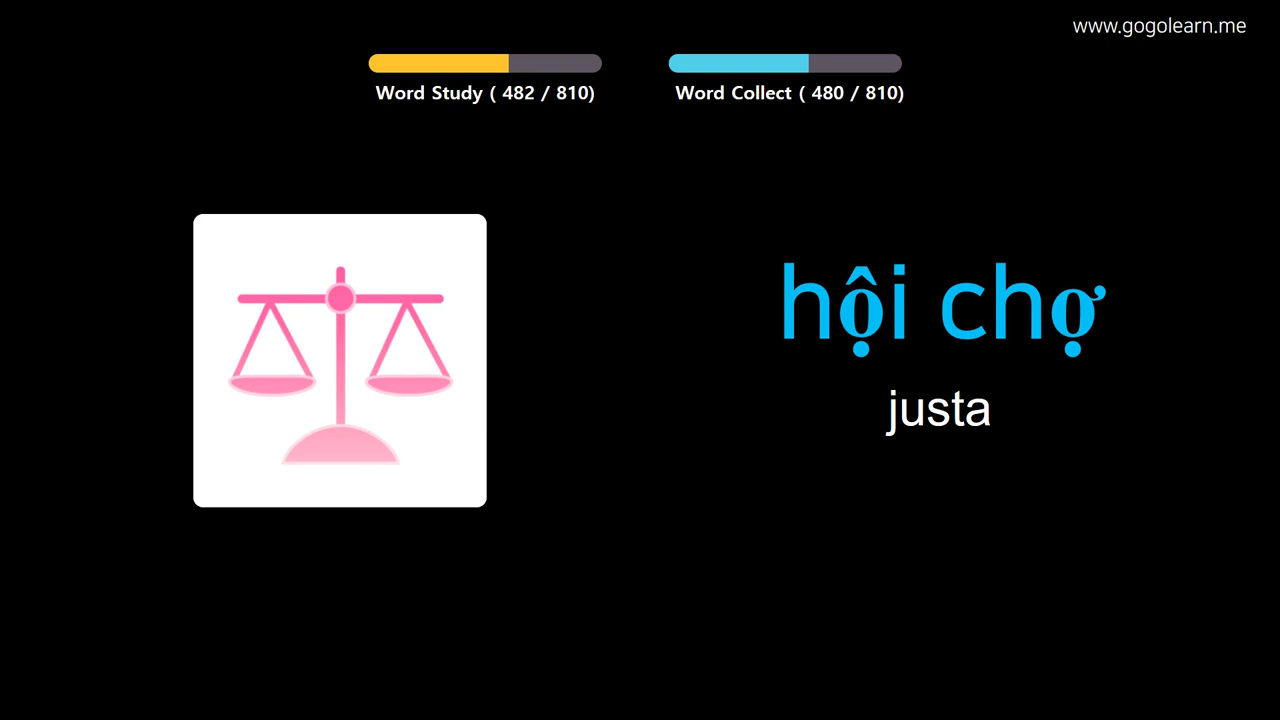 www.gogolearn.me
Word Study ( 482 / 810)
Word Collect ( 480 / 810)
hội chợ
justa